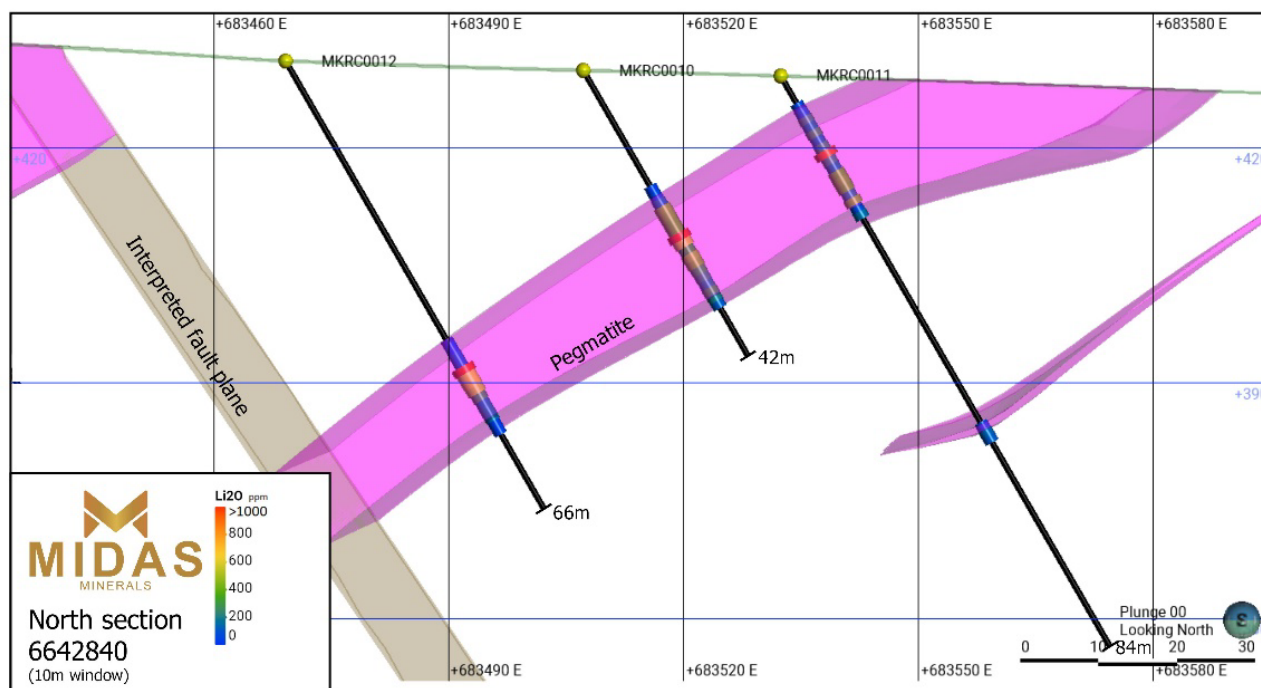 +683460 E
+683490 E
+683520 E
+683550 E
+683580 E
MKRC0012
MKRC0010
MKRC0011
+420
+420
Interpreted fault plane
Pegmatite
42m
+390
66m
84m
MIDAS
MINERALS
North section
6642840
(10m window)
Li2O ppm
>1000
800
600
400
200
0
Plunge 00
Looking North
0 10 20 30
+683490 E
+683520 E
+683550 E
+683580 E